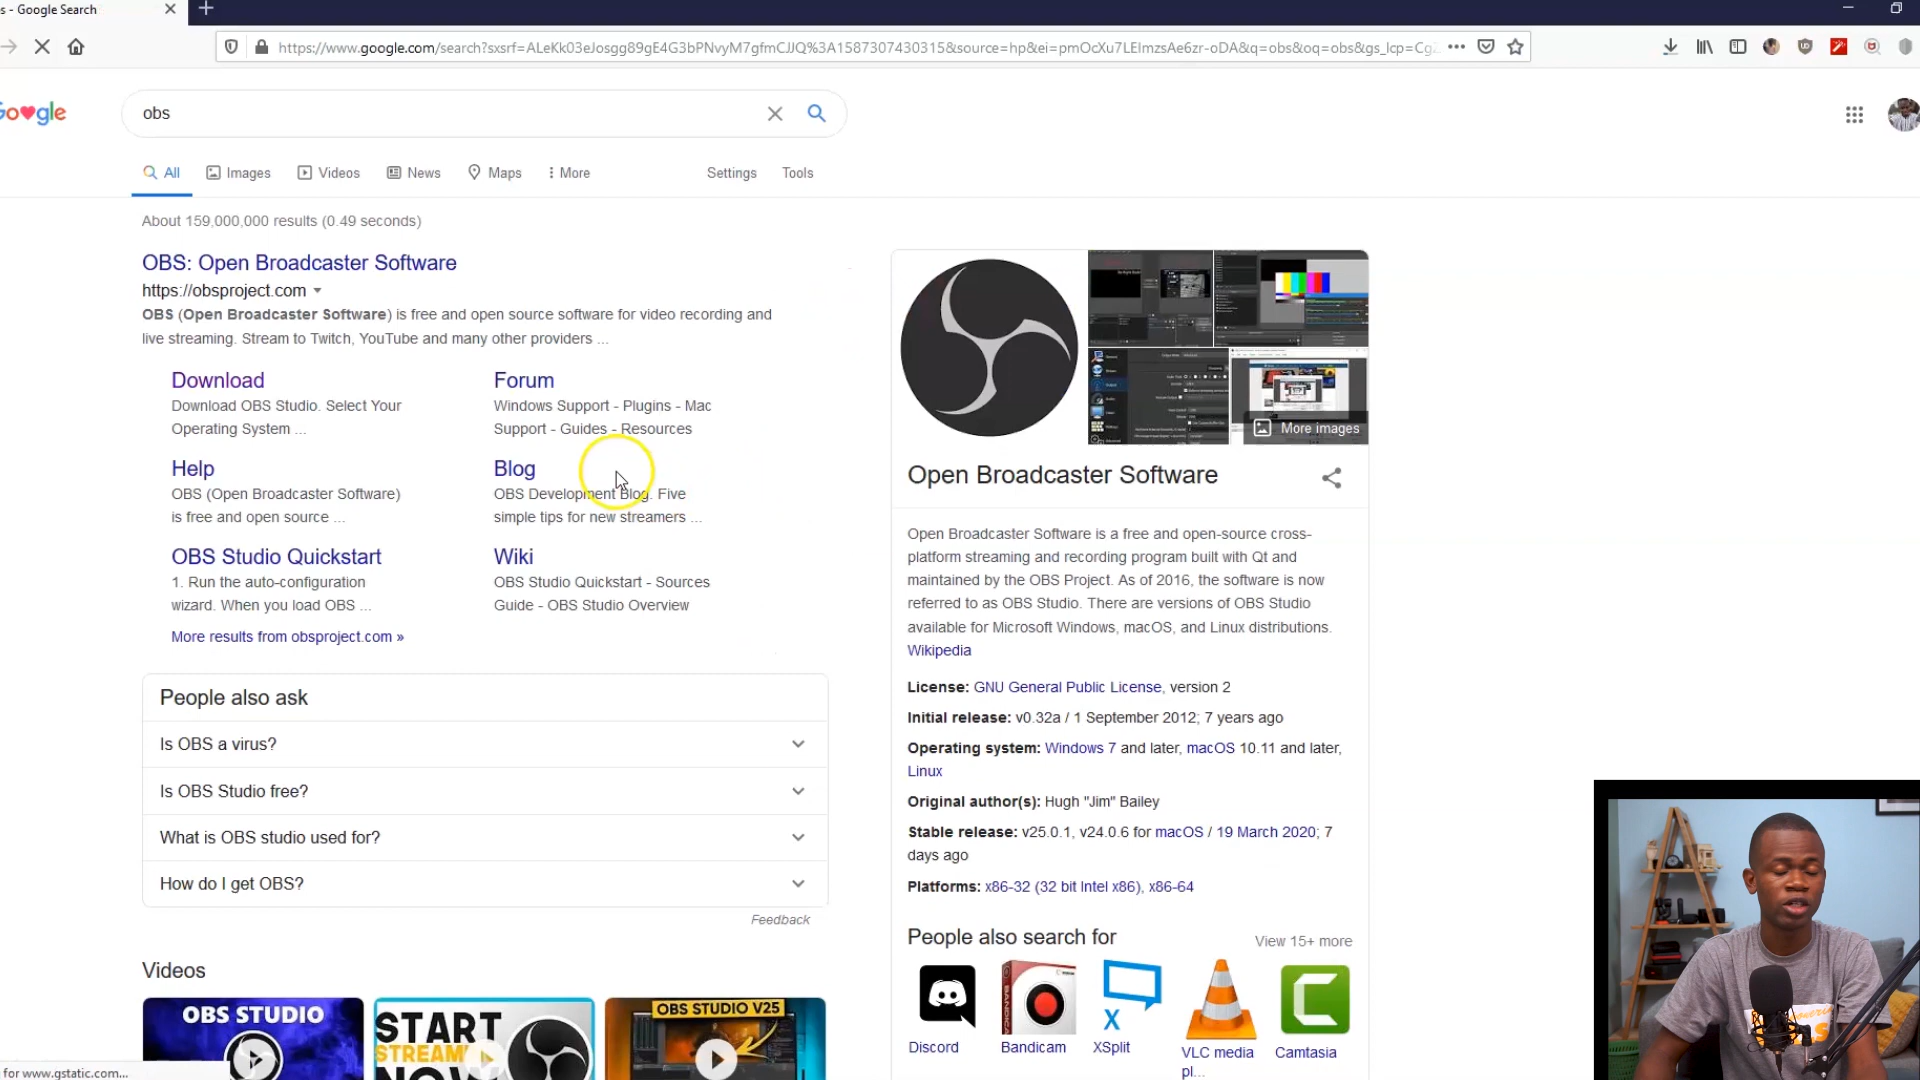 s - Google Search
https://www.google.com/search?sxsrf=ALeKk03eJosgg89gE4G3bPNvyM7gfmCJJQ%3A1587307430315&source=hp&ei=pmOcXu7LEImzsAe6zr-oDA&q=obs&oq=obs&gs_lcp=CgZ
Google
obs
All
Images
Videos
News
Maps
More
Settings
Tools
About 159,000,000 results (0.49 seconds)
OBS: Open Broadcaster Software
https://obsproject.com
OBS (Open Broadcaster Software) is free and open source software for video recording and
live streaming. Stream to Twitch, YouTube and many other providers ...
Download
Download OBS Studio. Select Your
Operating System ...
Forum
Windows Support - Plugins - Mac
Support - Guides - Resources
Help
OBS (Open Broadcaster Software)
is free and open source ...
Blog
OBS Development Blog. Five
simple tips for new streamers ...
OBS Studio Quickstart
1. Run the auto-configuration
wizard. When you load OBS ...
Wiki
OBS Studio Quickstart - Sources
Guide - OBS Studio Overview
More results from obsproject.com »
People also ask
Is OBS a virus?
Is OBS Studio free?
What is OBS studio used for?
How do I get OBS?
Feedback
Videos
OBS STUDIO
START
STREAMING
NOW
OBS STUDIO V25
for www.gstatic.com...
More images
Open Broadcaster Software
Open Broadcaster Software is a free and open-source cross-
platform streaming and recording program built with Qt and
maintained by the OBS Project. As of 2016, the software is now
referred to as OBS Studio. There are versions of OBS Studio
available for Microsoft Windows, macOS, and Linux distributions.
Wikipedia
License: GNU General Public License, version 2
Initial release: v0.32a / 1 September 2012; 7 years ago
Operating system: Windows 7 and later, macOS 10.11 and later,
Linux
Original author(s): Hugh "Jim" Bailey
Stable release: v25.0.1, v24.0.6 for macOS / 19 March 2020; 7
days ago
Platforms: x86-32 (32 bit Intel x86), x86-64
People also search for
View 15+ more
BANDICAM
Discord
Bandicam
XSplit
VLC media
pl...
Camtasia